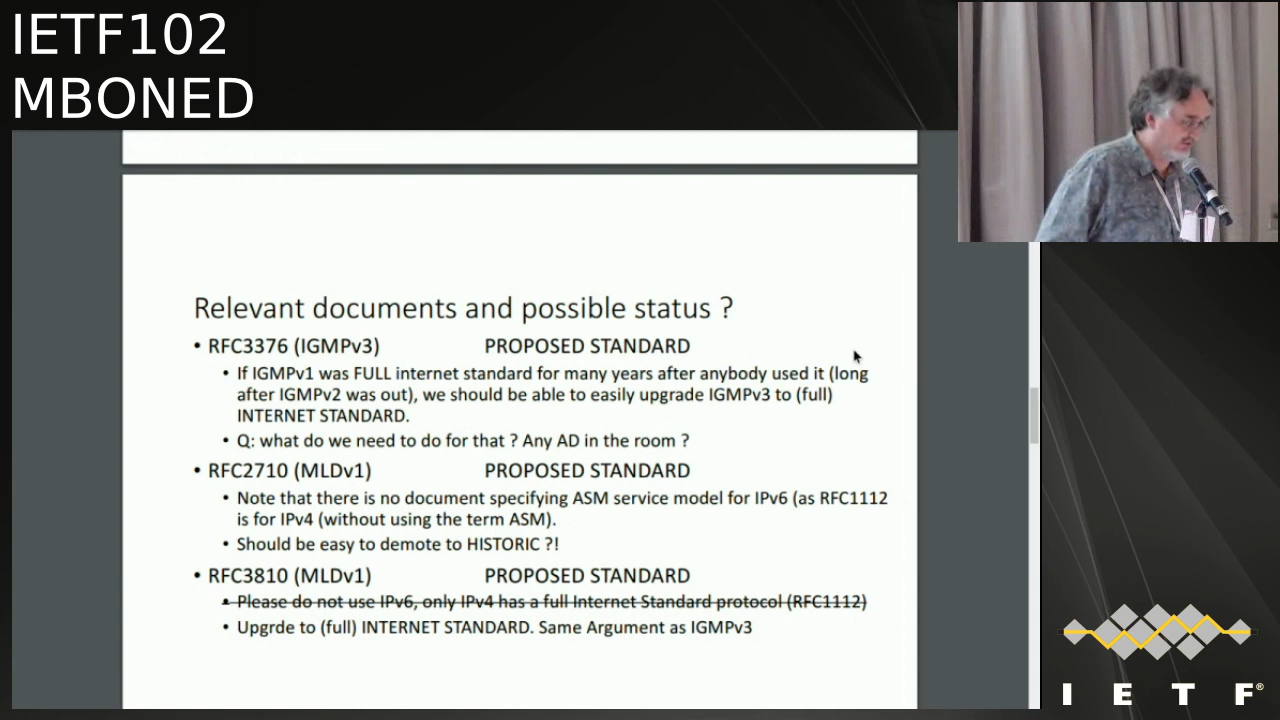 IETF102
MBONED
Relevant documents and possible status ?
• RFC3376 (IGMPv3) PROPOSED STANDARD
• If IGMPv1 was FULL internet standard for many years after anybody used it (long
after IGMPv2 was out), we should be able to easily upgrade IGMPv3 to (full)
INTERNET STANDARD.
• Q: what do we need to do for that ? Any AD in the room ?
• RFC2710 (MLDv1) PROPOSED STANDARD
• Note that there is no document specifying ASM service model for IPv6 (as RFC1112
is for IPv4 (without using the term ASM).
• Should be easy to demote to HISTORIC ?!
• RFC3810 (MLDv1) PROPOSED STANDARD
• Please do not use IPv6, only IPv4 has a full Internet Standard protocol (RFC1112)
• Upgrde to (full) INTERNET STANDARD. Same Argument as IGMPv3
I E T F®